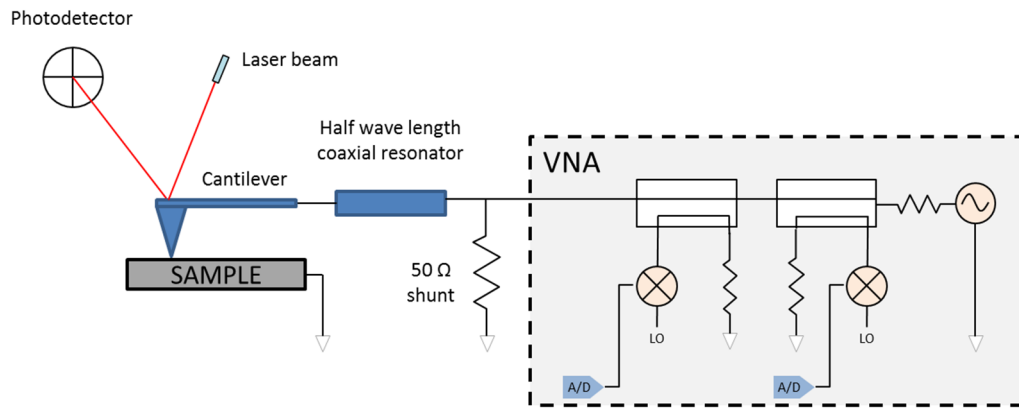 Photodetector
Laser beam
Half wave length
coaxial resonator
Cantilever
VNA
SAMPLE
50 Ω
shunt
LO
LO
A/D
A/D